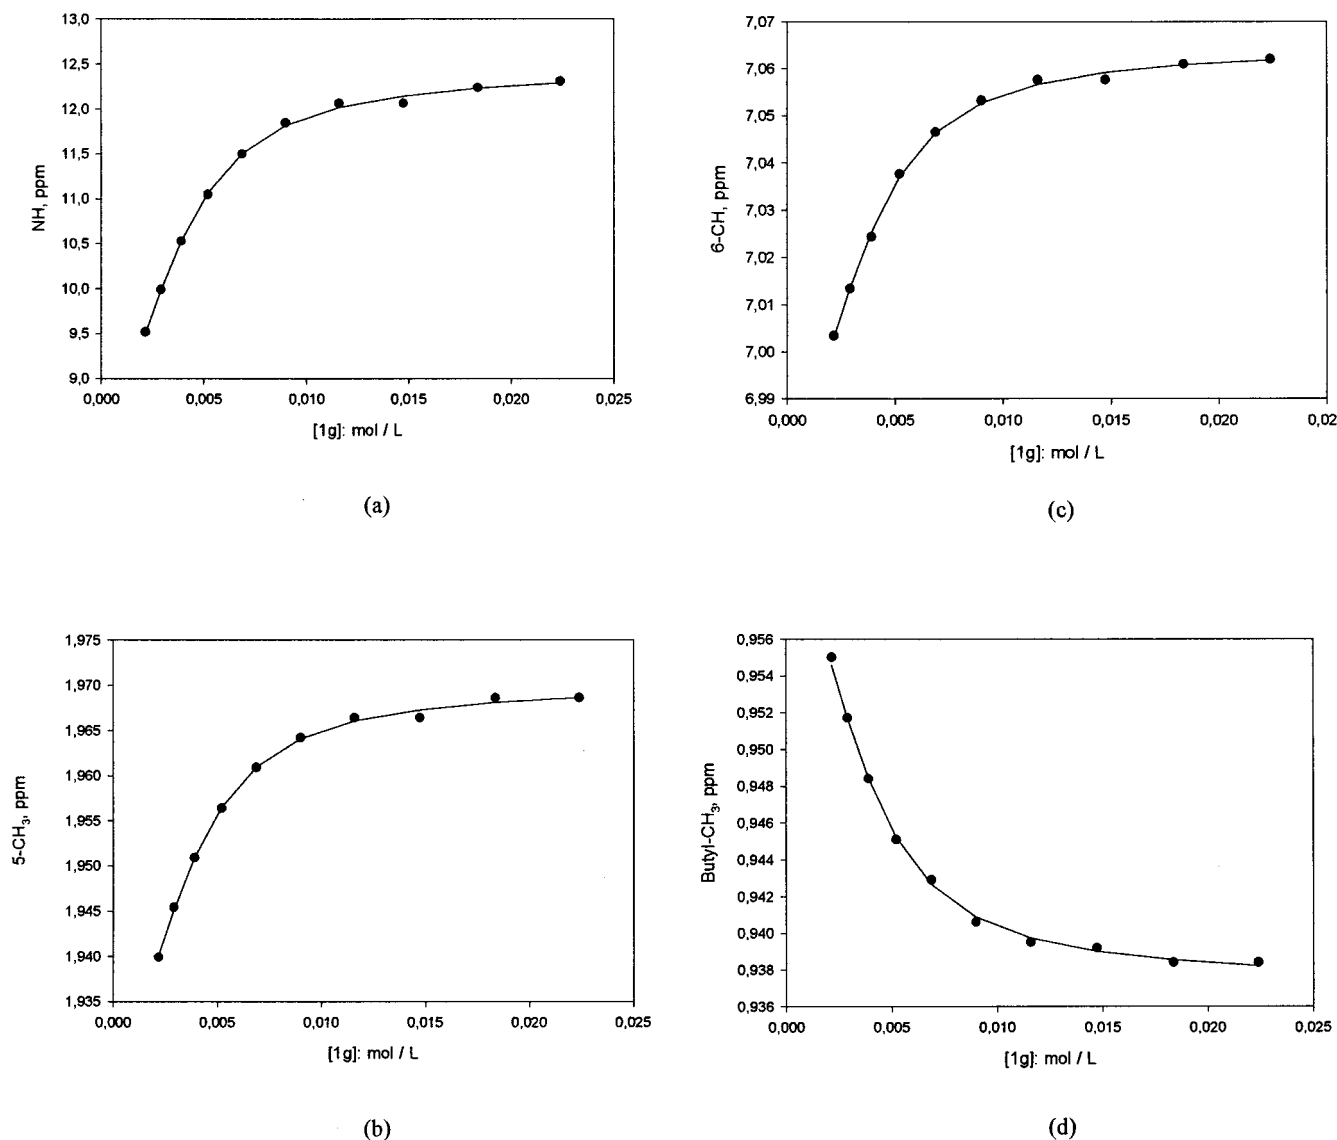 13,0
12,5
12,0
11,5
11,0
10,5
10,0
9,5
9,0
NH, ppm
0,000 0,005 0,010 0,015 0,020 0,025
[1g]: mol / L
(a)
7,07
7,06
7,05
7,04
7,03
7,02
7,01
7,00
6,99
6-CH, ppm
0,000 0,005 0,010 0,015 0,020 0,02
[1g]: mol / L
(c)
1,975
1,970
1,965
1,960
1,955
1,950
1,945
1,940
1,935
5-CH₃, ppm
0,000 0,005 0,010 0,015 0,020 0,025
[1g]: mol / L
(b)
0,956
0,954
0,952
0,950
0,948
0,946
0,944
0,942
0,940
0,938
0,936
Butyl-CH₃, ppm
0,000 0,005 0,010 0,015 0,020 0,025
[1g]: mol / L
(d)